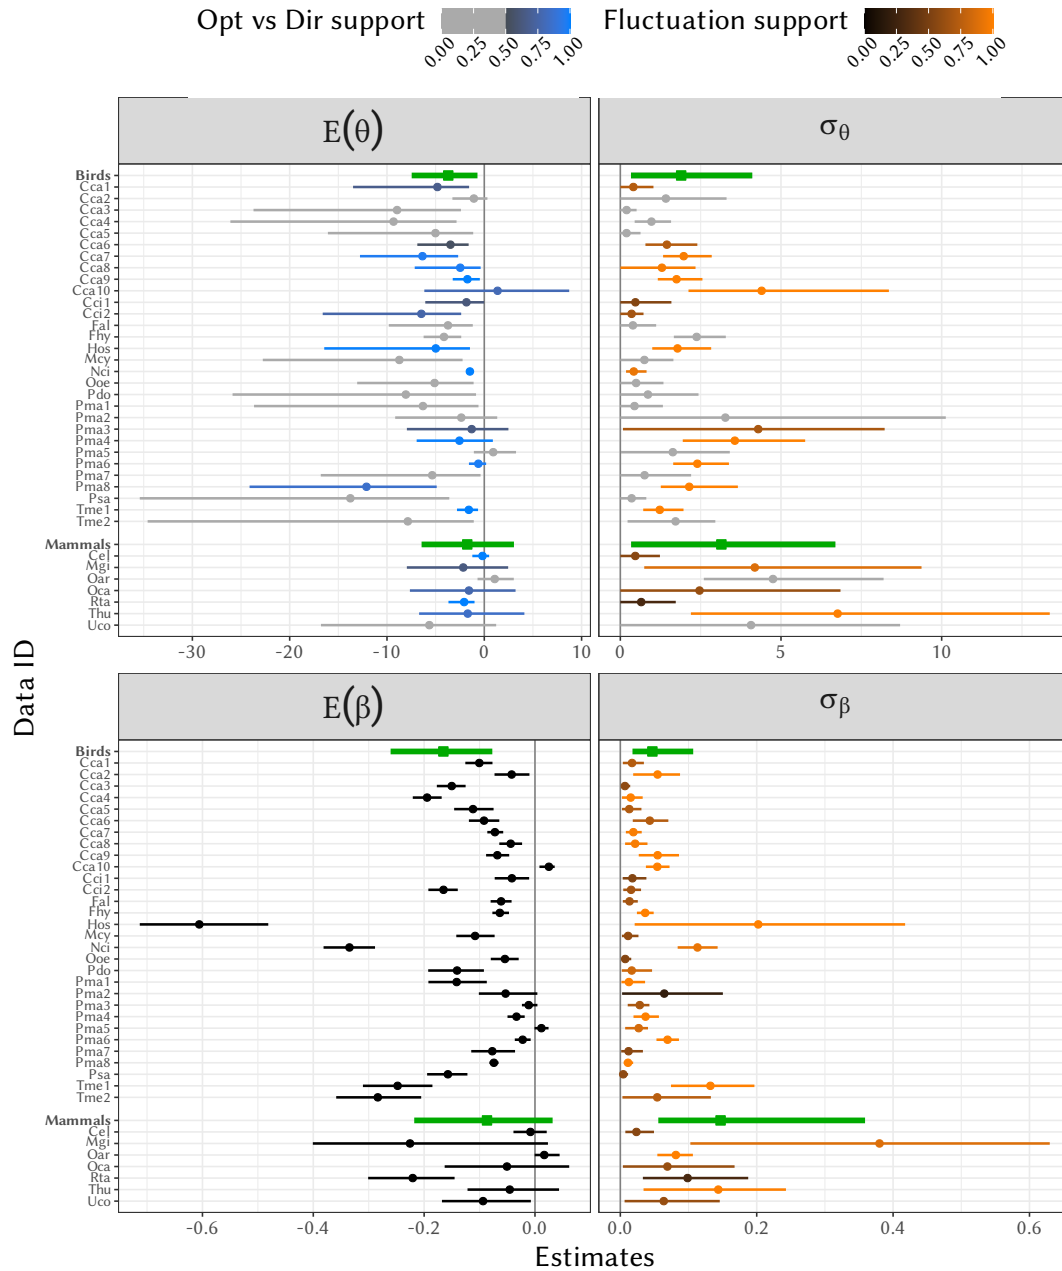 Opt vs Dir support
0.00 0.25 0.50 0.75 1.00
Fluctuation support
0.00 0.25 0.50 0.75 1.00
E(θ)
σθ
Birds
Cca1
Cca2
Cca3
Cca4
Cca5
Cca6
Cca7
Cca8
Cca9
Cca10
Cci1
Cci2
Fal
Fhy
Hos
Mcy
Nci
Ooe
Pdo
Pma1
Pma2
Pma3
Pma4
Pma5
Pma6
Pma7
Pma8
Psa
Tme1
Tme2
Mammals
Cel
Mgi
Oar
Oca
Rta
Thu
Uco
-30 -20 -10 0 10
0 5 10
Data ID
E(β)
σβ
Birds
Cca1
Cca2
Cca3
Cca4
Cca5
Cca6
Cca7
Cca8
Cca9
Cca10
Cci1
Cci2
Fal
Fhy
Hos
Mcy
Nci
Ooe
Pdo
Pma1
Pma2
Pma3
Pma4
Pma5
Pma6
Pma7
Pma8
Psa
Tme1
Tme2
Mammals
Cel
Mgi
Oar
Oca
Rta
Thu
Uco
-0.6 -0.4 -0.2 0.0
0.0 0.2 0.4 0.6
Estimates